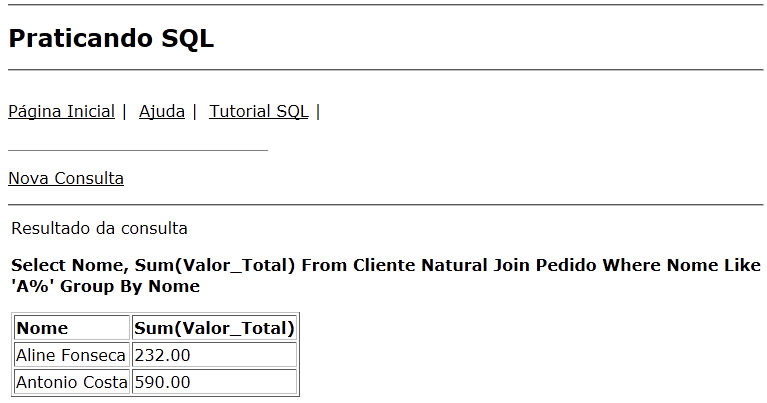 Praticando SQL
Página Inicial | Ajuda | Tutorial SQL |
Nova Consulta
Resultado da consulta
Select Nome, Sum(Valor_Total) From Cliente Natural Join Pedido Where Nome Like
'A%' Group By Nome
Nome Sum(Valor_Total)
Aline Fonseca 232.00
Antonio Costa 590.00